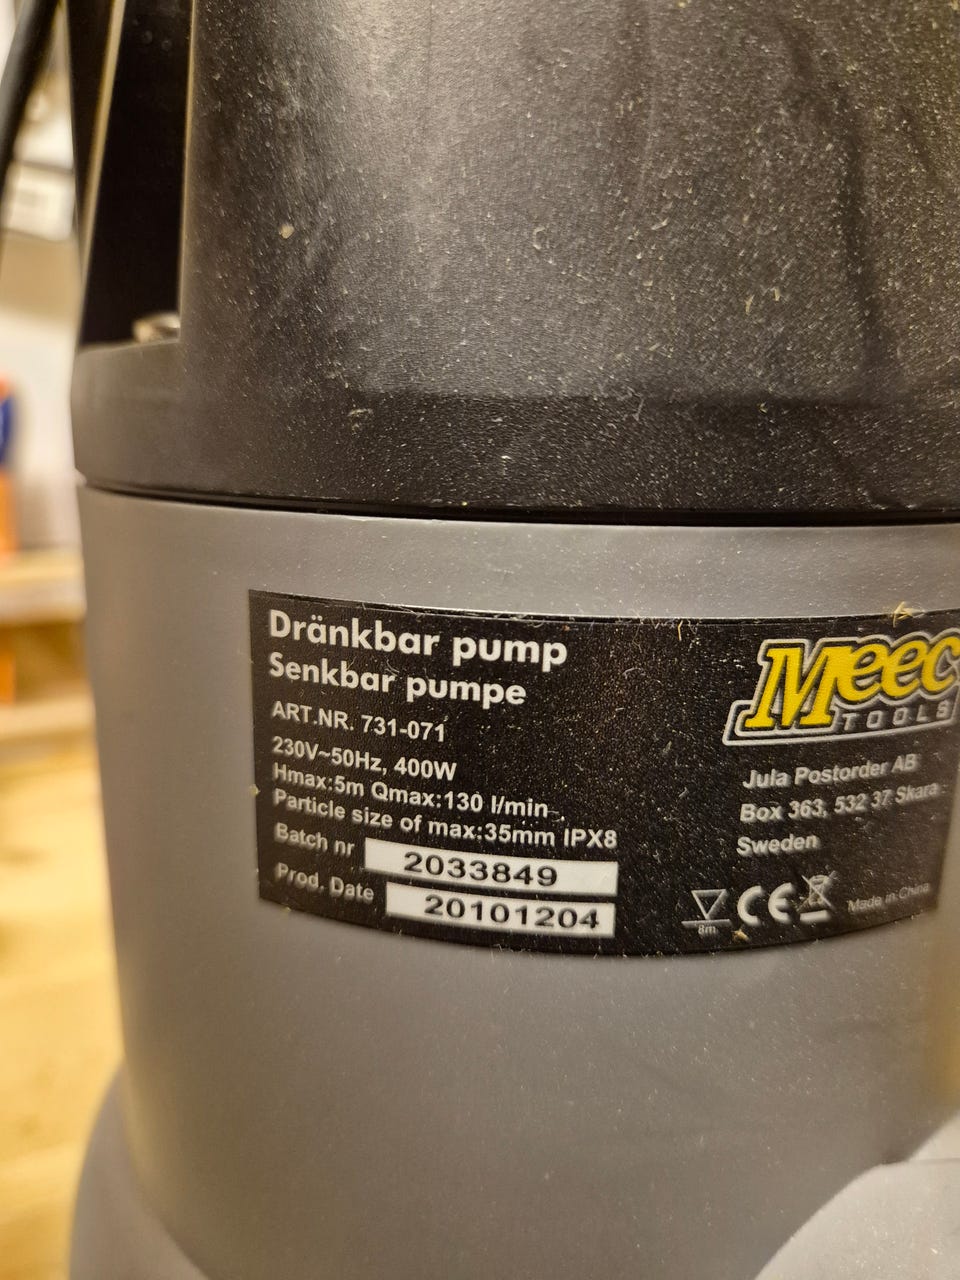 Dränkbar pump
Senkbar pumpe
ART.NR. 731-071
230V~50Hz, 400W
Hmax:5m Qmax:130 l/min
Particle size of max:35mm IPX8
Batch nr 2033849
Prod. Date 20101204
Meec
TOOLS
Jula Postorder AB
Box 363, 532 37 Skara
Sweden
8m
CE
Made in China